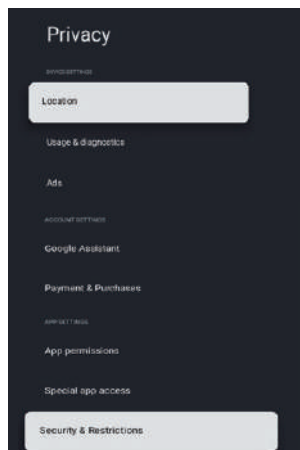 Privacy
DEVICE SETTINGS
Location
Usage & diagnostics
Ads
ACCOUNT SETTINGS
Google Assistant
Payment & Purchases
APP SETTINGS
App permissions
Special app access
Security & Restrictions